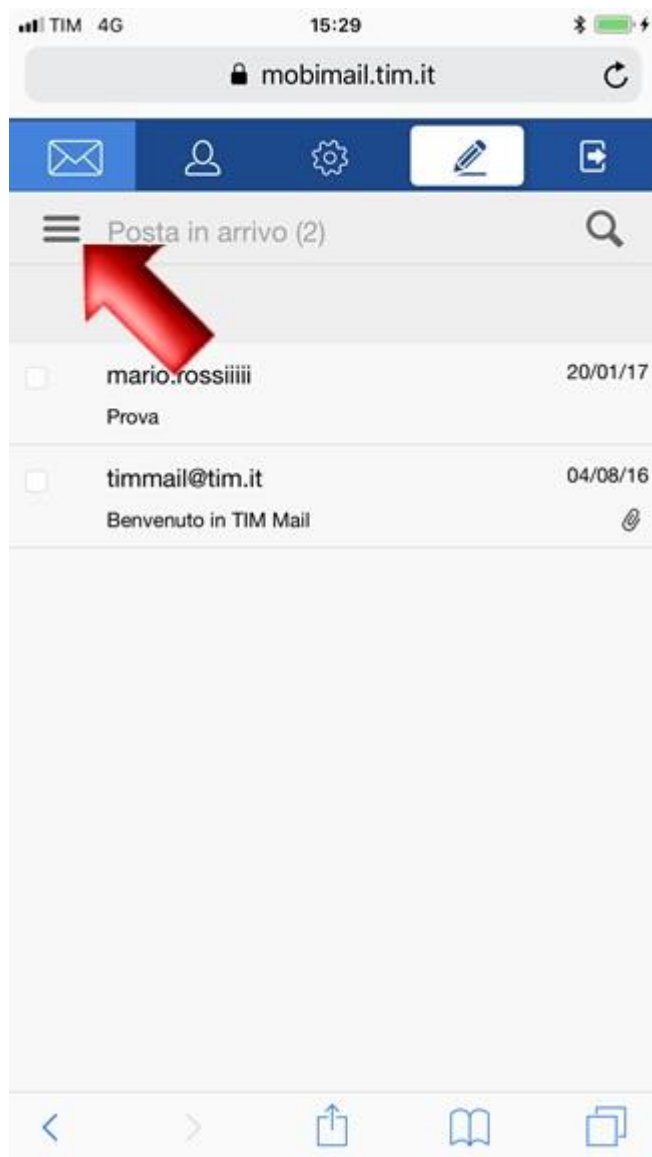 TIM 4G 15:29
mobimail.tim.it
Posta in arrivo (2)
mario.rossiiiii 20/01/17
Prova
timmail@tim.it 04/08/16
Benvenuto in TIM Mail